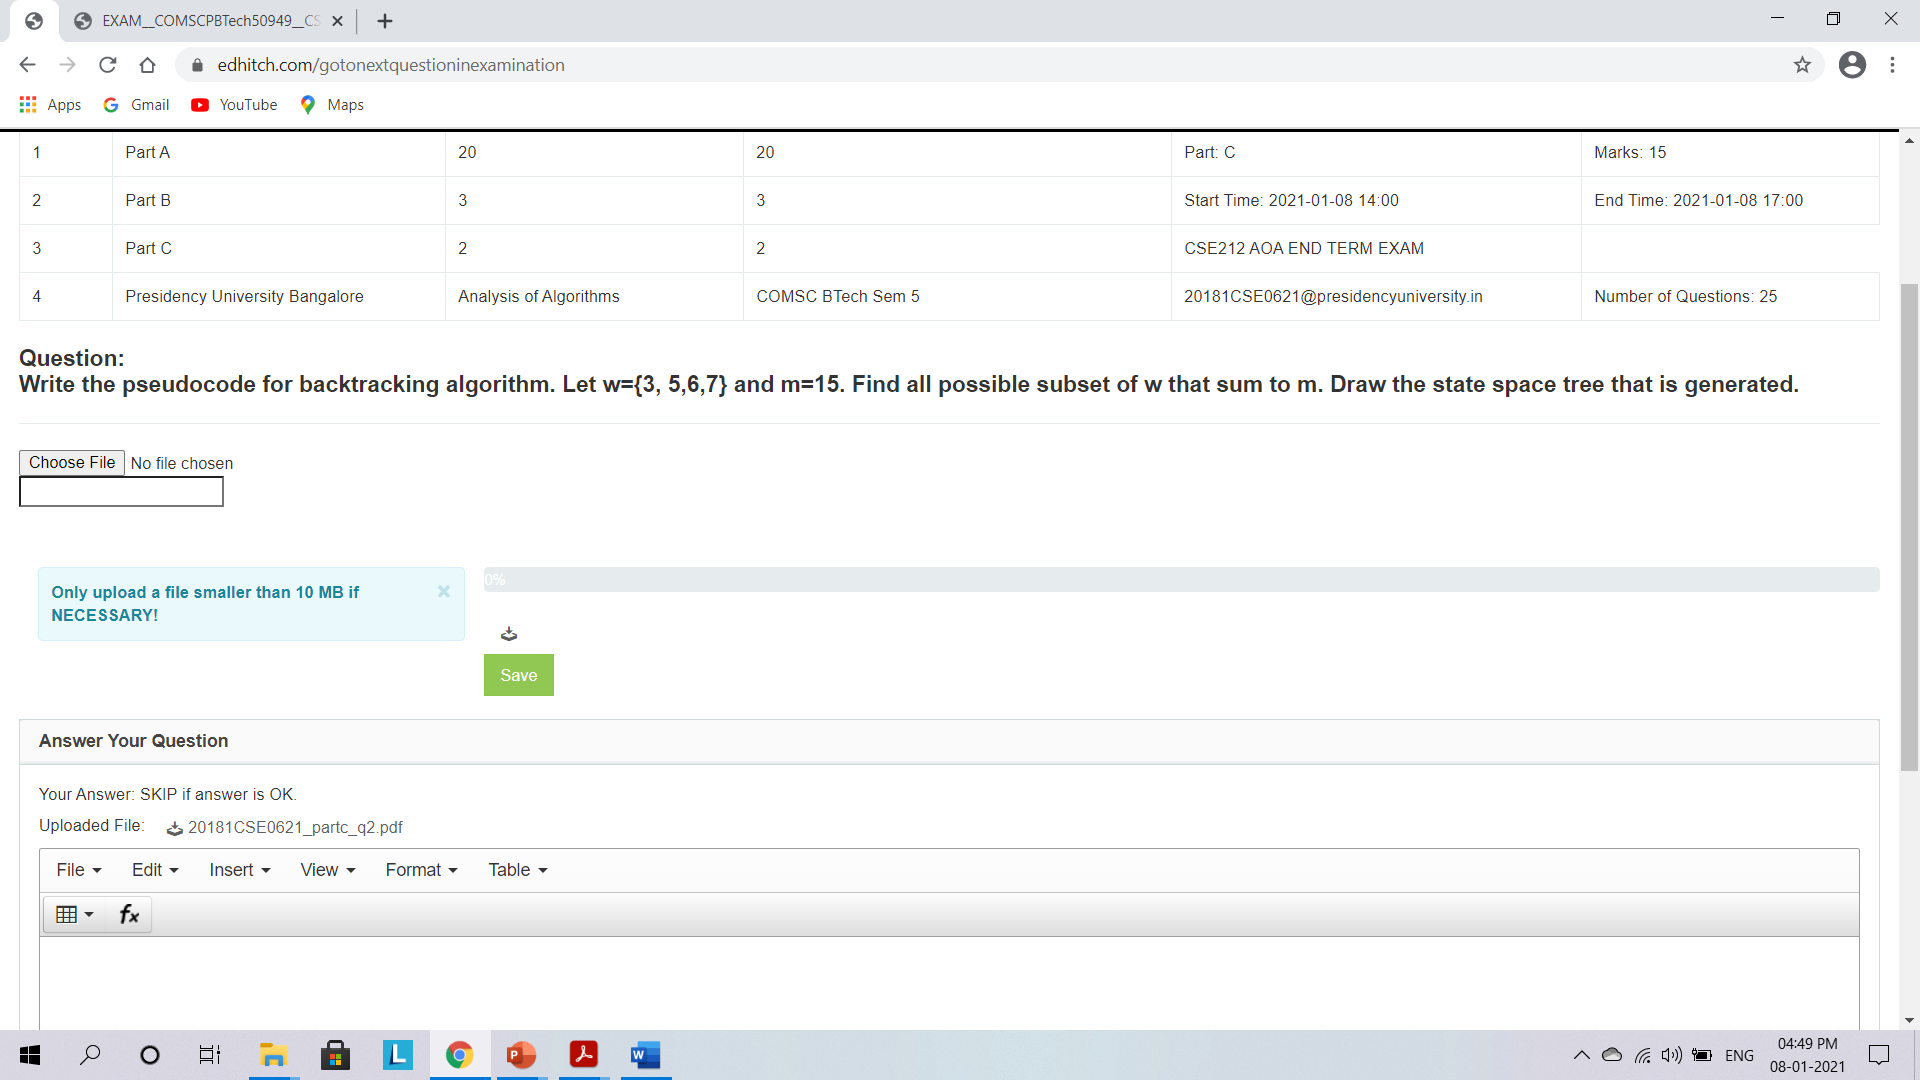 EXAM__COMSCPBTech50949__CS
edhitch.com/gotonextquestioninexamination
Apps Gmail YouTube Maps
1 Part A 20 20 Part: C Marks: 15
2 Part B 3 3 Start Time: 2021-01-08 14:00 End Time: 2021-01-08 17:00
3 Part C 2 2 CSE212 AOA END TERM EXAM
4 Presidency University Bangalore Analysis of Algorithms COMSC BTech Sem 5 20181CSE0621@presidencyuniversity.in Number of Questions: 25
Question:
Write the pseudocode for backtracking algorithm. Let w={3, 5,6,7} and m=15. Find all possible subset of w that sum to m. Draw the state space tree that is generated.
Choose File No file chosen
Only upload a file smaller than 10 MB if
NECESSARY!
×
0%
Save
Answer Your Question
Your Answer: SKIP if answer is OK.
Uploaded File: 20181CSE0621_partc_q2.pdf
File Edit Insert View Format Table
fx
L P W ENG
04:49 PM
08-01-2021